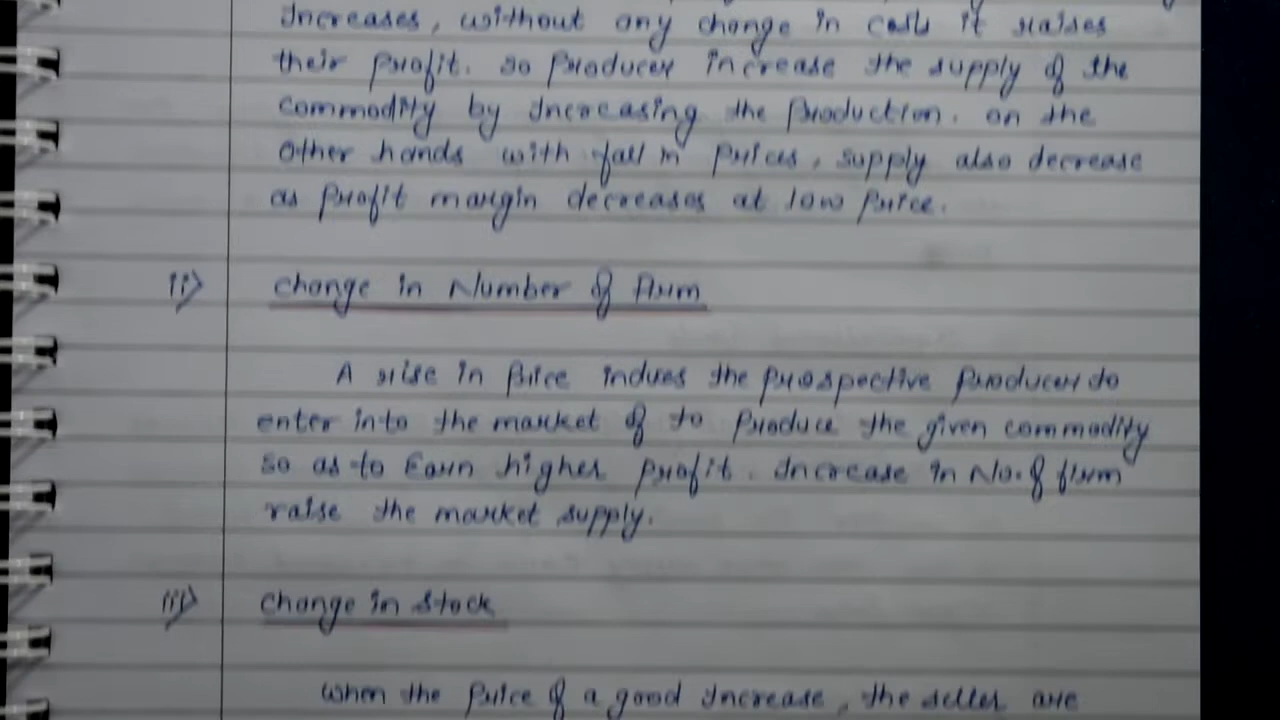 Increases, without any change in costs it raises
their profit. so producer increase the supply of the
commodity by increasing the production. on the
other hands with fall in prices, supply also decrease
as profit margin decreases at low price.
ii) change in Number of Firm
A rise in price indues the prospective producer to
enter into the market of to produce the given commodity
so as to Earn higher profit. Increase in No. of firm
raise the market supply.
iii) change in stock
when the price of a good increase, the seller are